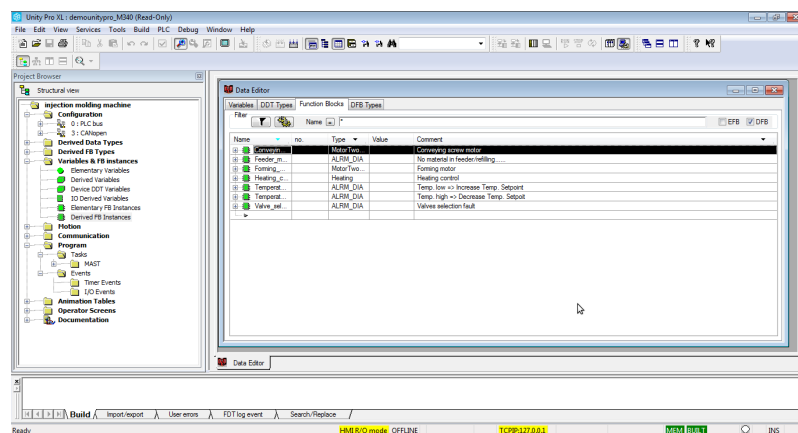 Unity Pro XL : demounitypro_M340 (Read-Only)
File Edit View Services Tools Build PLC Debug Window Help
Project Browser
Structural view
injection molding machine
Configuration
0 : PLC bus
3 : CANopen
Derived Data Types
Derived FB Types
Variables & FB instances
Elementary Variables
Derived Variables
Device DDT Variables
IO Derived Variables
Elementary FB Instances
Derived FB Instances
Motion
Communication
Program
Tasks
MAST
Events
Timer Events
I/O Events
Animation Tables
Operator Screens
Documentation
Data Editor
Variables DDT Types Function Blocks DFB Types
Filter
Name * EFB DFB
Name no. Type Value Comment
Conveyin... MotorTwo... Conveying screw motor
Feeder_m... ALRM_DIA No material in feeder/refilling......
Forming_... MotorTwo... Forming motor
Heating_c... Heating Heating control
Temperat... ALRM_DIA Temp. low => Increase Temp. Setpoint
Temperat... ALRM_DIA Temp. high => Decrease Temp. Setpoit
Valve_sel... ALRM_DIA Valves selection fault
Data Editor
Build Import/export User errors FDT log event Search/Replace
Ready HMI R/O mode OFFLINE TCPIP:127.0.0.1 MEM BUILT INS